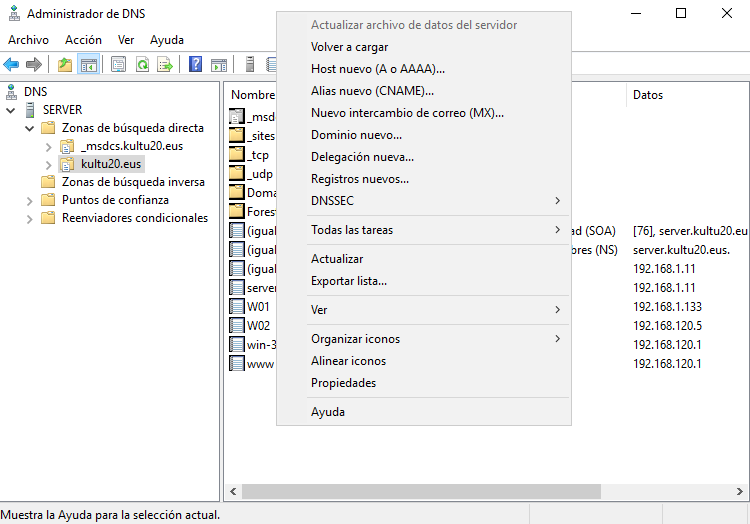 Administrador de DNS
Archivo Acción Ver Ayuda
DNS
SERVER
Zonas de búsqueda directa
_msdcs.kultu20.eus
kultu20.eus
Zonas de búsqueda inversa
Puntos de confianza
Reenviadores condicionales
Nombre
Datos
_msd
_sites
_tcp
_udp
Doma
Fores
(igual
ad (SOA) [76], server.kultu20.eu
(igual
bres (NS) server.kultu20.eus.
(igual
192.168.1.11
server
192.168.1.11
W01
192.168.1.133
W02
192.168.120.5
win-3
192.168.120.1
www
192.168.120.1
Actualizar archivo de datos del servidor
Volver a cargar
Host nuevo (A o AAAA)...
Alias nuevo (CNAME)...
Nuevo intercambio de correo (MX)...
Dominio nuevo...
Delegación nueva...
Registros nuevos...
DNSSEC
Todas las tareas
Actualizar
Exportar lista...
Ver
Organizar iconos
Alinear iconos
Propiedades
Ayuda
Muestra la Ayuda para la selección actual.